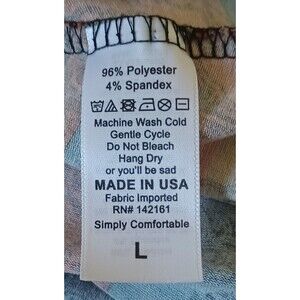 96% Polyester
4% Spandex
Machine Wash Cold
Gentle Cycle
Do Not Bleach
Hang Dry
or you'll be sad
MADE IN USA
Fabric imported
RN# 142161
Simply Comfortable
L